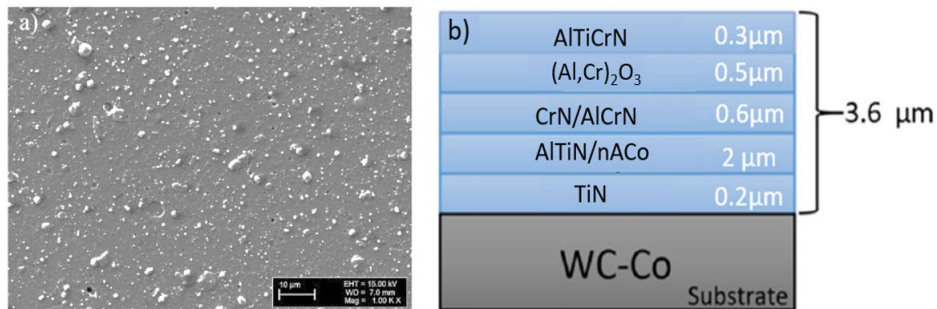 a)
10 µm
EHT = 15.00 kV
WD = 7.0 mm
Mag = 1.00 K X
b)
AlTiCrN 0.3µm
(Al,Cr)₂O₃ 0.5µm
CrN/AlCrN 0.6µm
AlTiN/nACo 2 µm
TiN 0.2µm
3.6 µm
WC-Co
Substrate